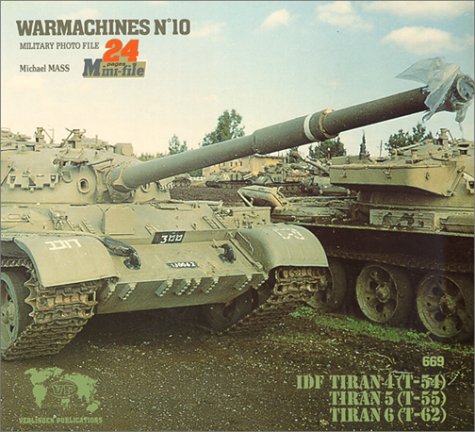 WARMACHINES N°10
MILITARY PHOTO FILE
24
pages
Michael MASS
Mini-file
669
IDF TIRAN 4 (T-54)
TIRAN 5 (T-55)
TIRAN 6 (T-62)
VERLINDEN PUBLICATIONS